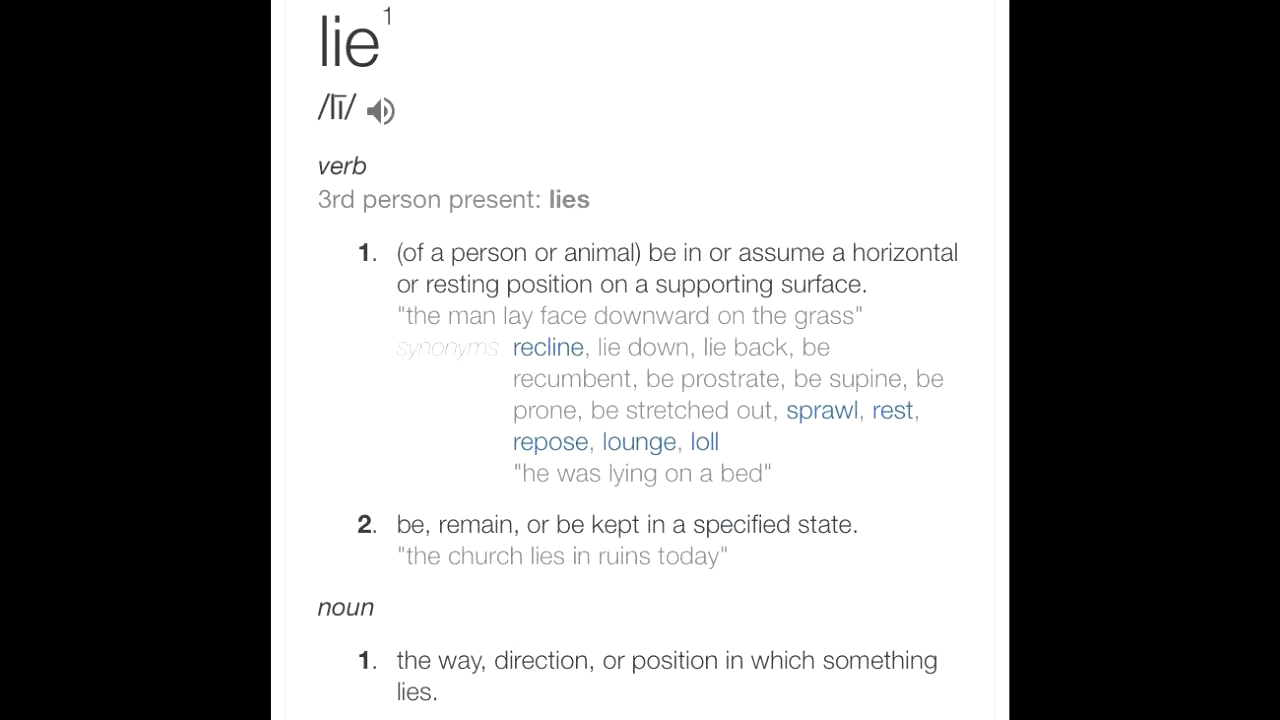 lie¹
/lī/
verb
3rd person present: lies
1. (of a person or animal) be in or assume a horizontal
or resting position on a supporting surface.
"the man lay face downward on the grass"
synonyms recline, lie down, lie back, be
recumbent, be prostrate, be supine, be
prone, be stretched out, sprawl, rest,
repose, lounge, loll
"he was lying on a bed"
2. be, remain, or be kept in a specified state.
"the church lies in ruins today"
noun
1. the way, direction, or position in which something
lies.